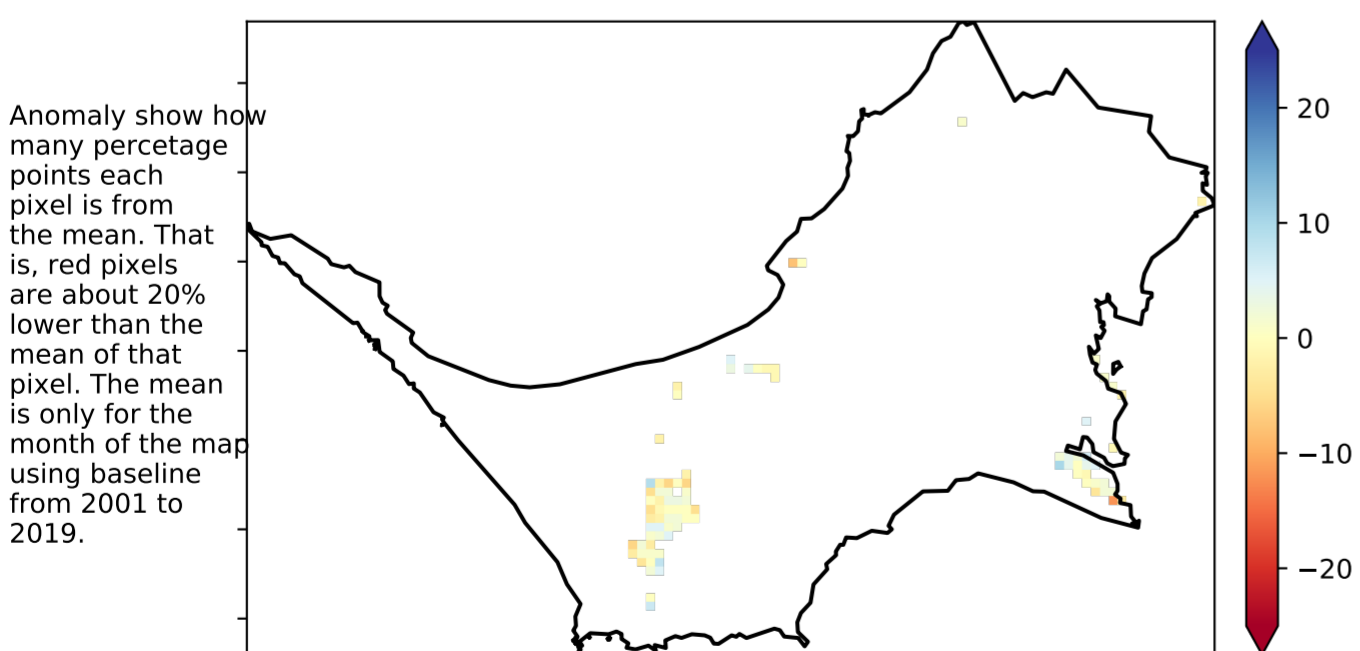 Anomaly show how
many percetage
points each
pixel is from
the mean. That
is, red pixels
are about 20%
lower than the
mean of that
pixel. The mean
is only for the
month of the map
using baseline
from 2001 to
2019.
20
10
0
−10
−20